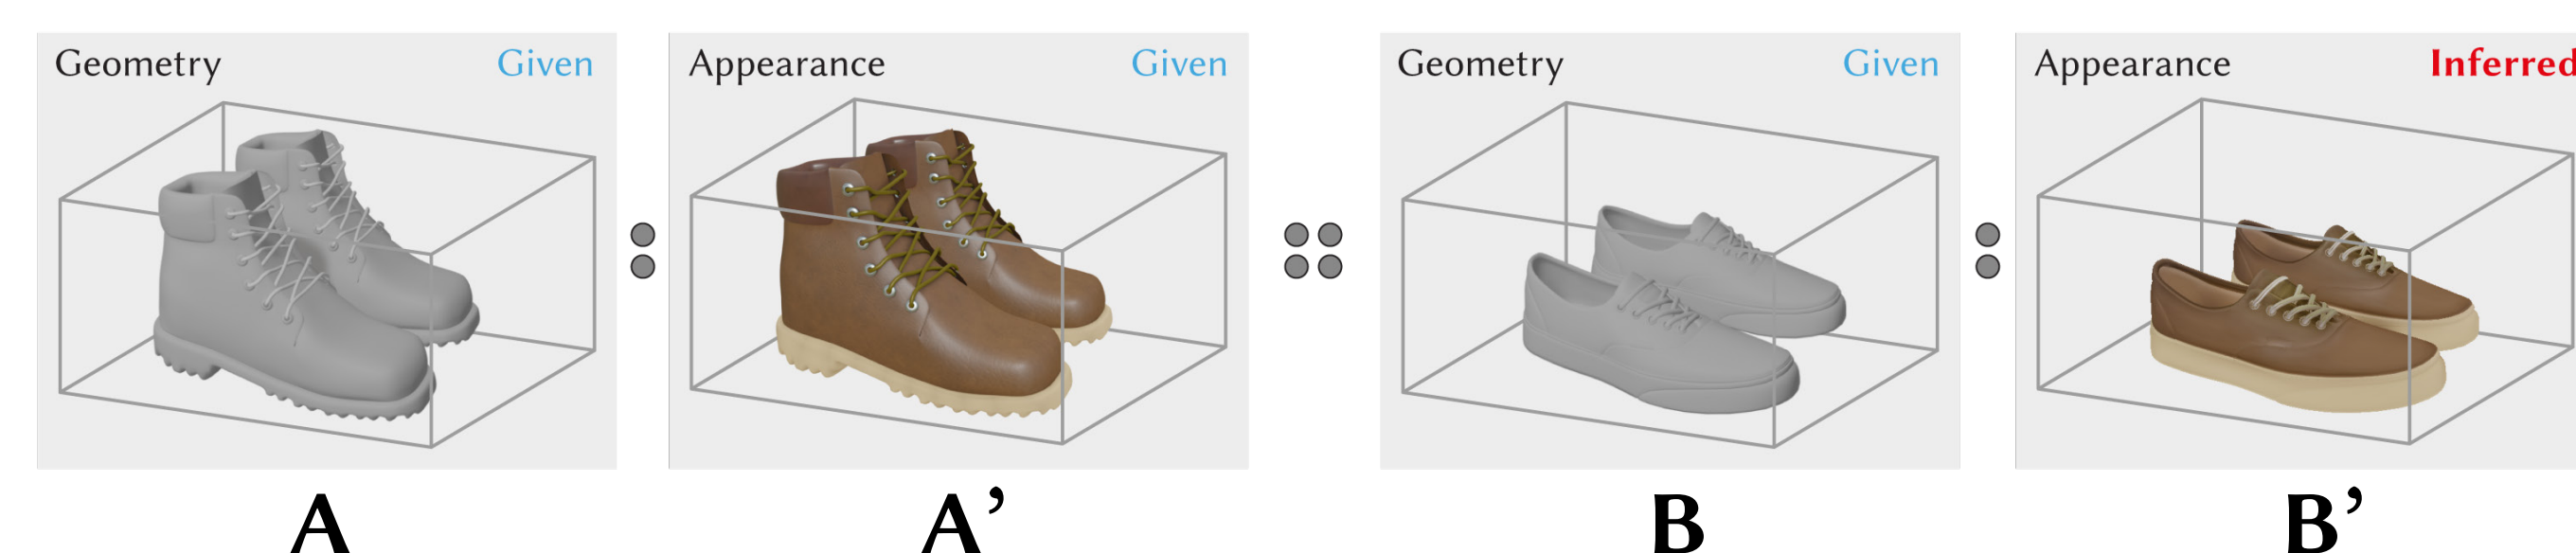 Geometry Given
Appearance Given
Geometry Given
Appearance Inferred
A
A’
B
B’